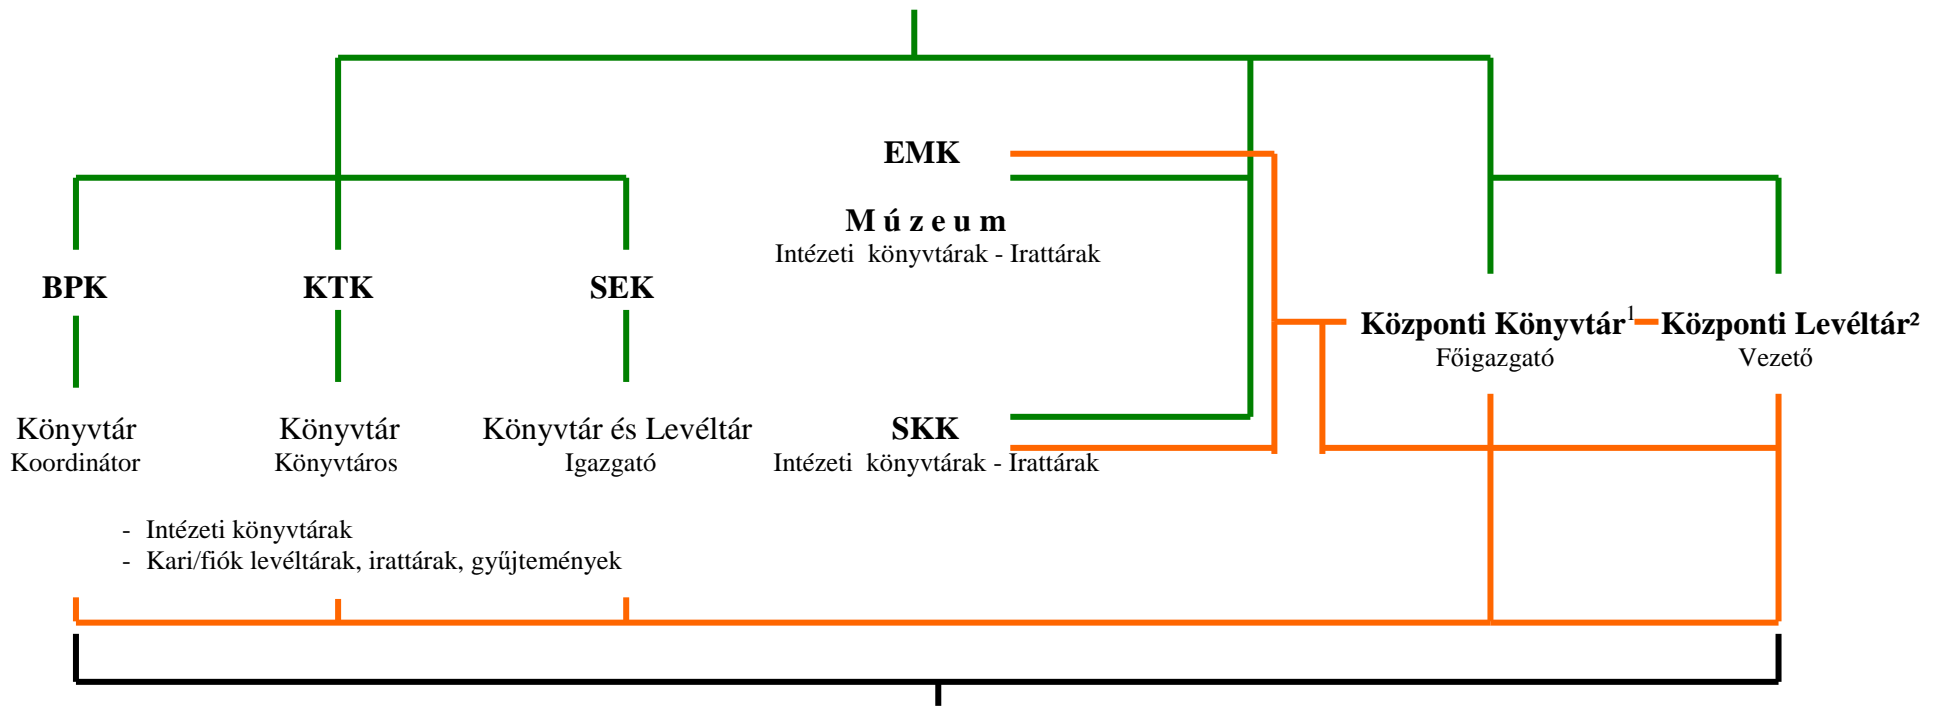 EMK
M ú z e u m
Intézeti könyvtárak - Irattárak
BPK
KTK
SEK
Központi Könyvtár¹
Főigazgató
Központi Levéltár²
Vezető
Könyvtár
Koordinátor
Könyvtár
Könyvtáros
Könyvtár és Levéltár
Igazgató
SKK
Intézeti könyvtárak - Irattárak
- Intézeti könyvtárak
- Kari/fiók levéltárak, irattárak, gyűjtemények